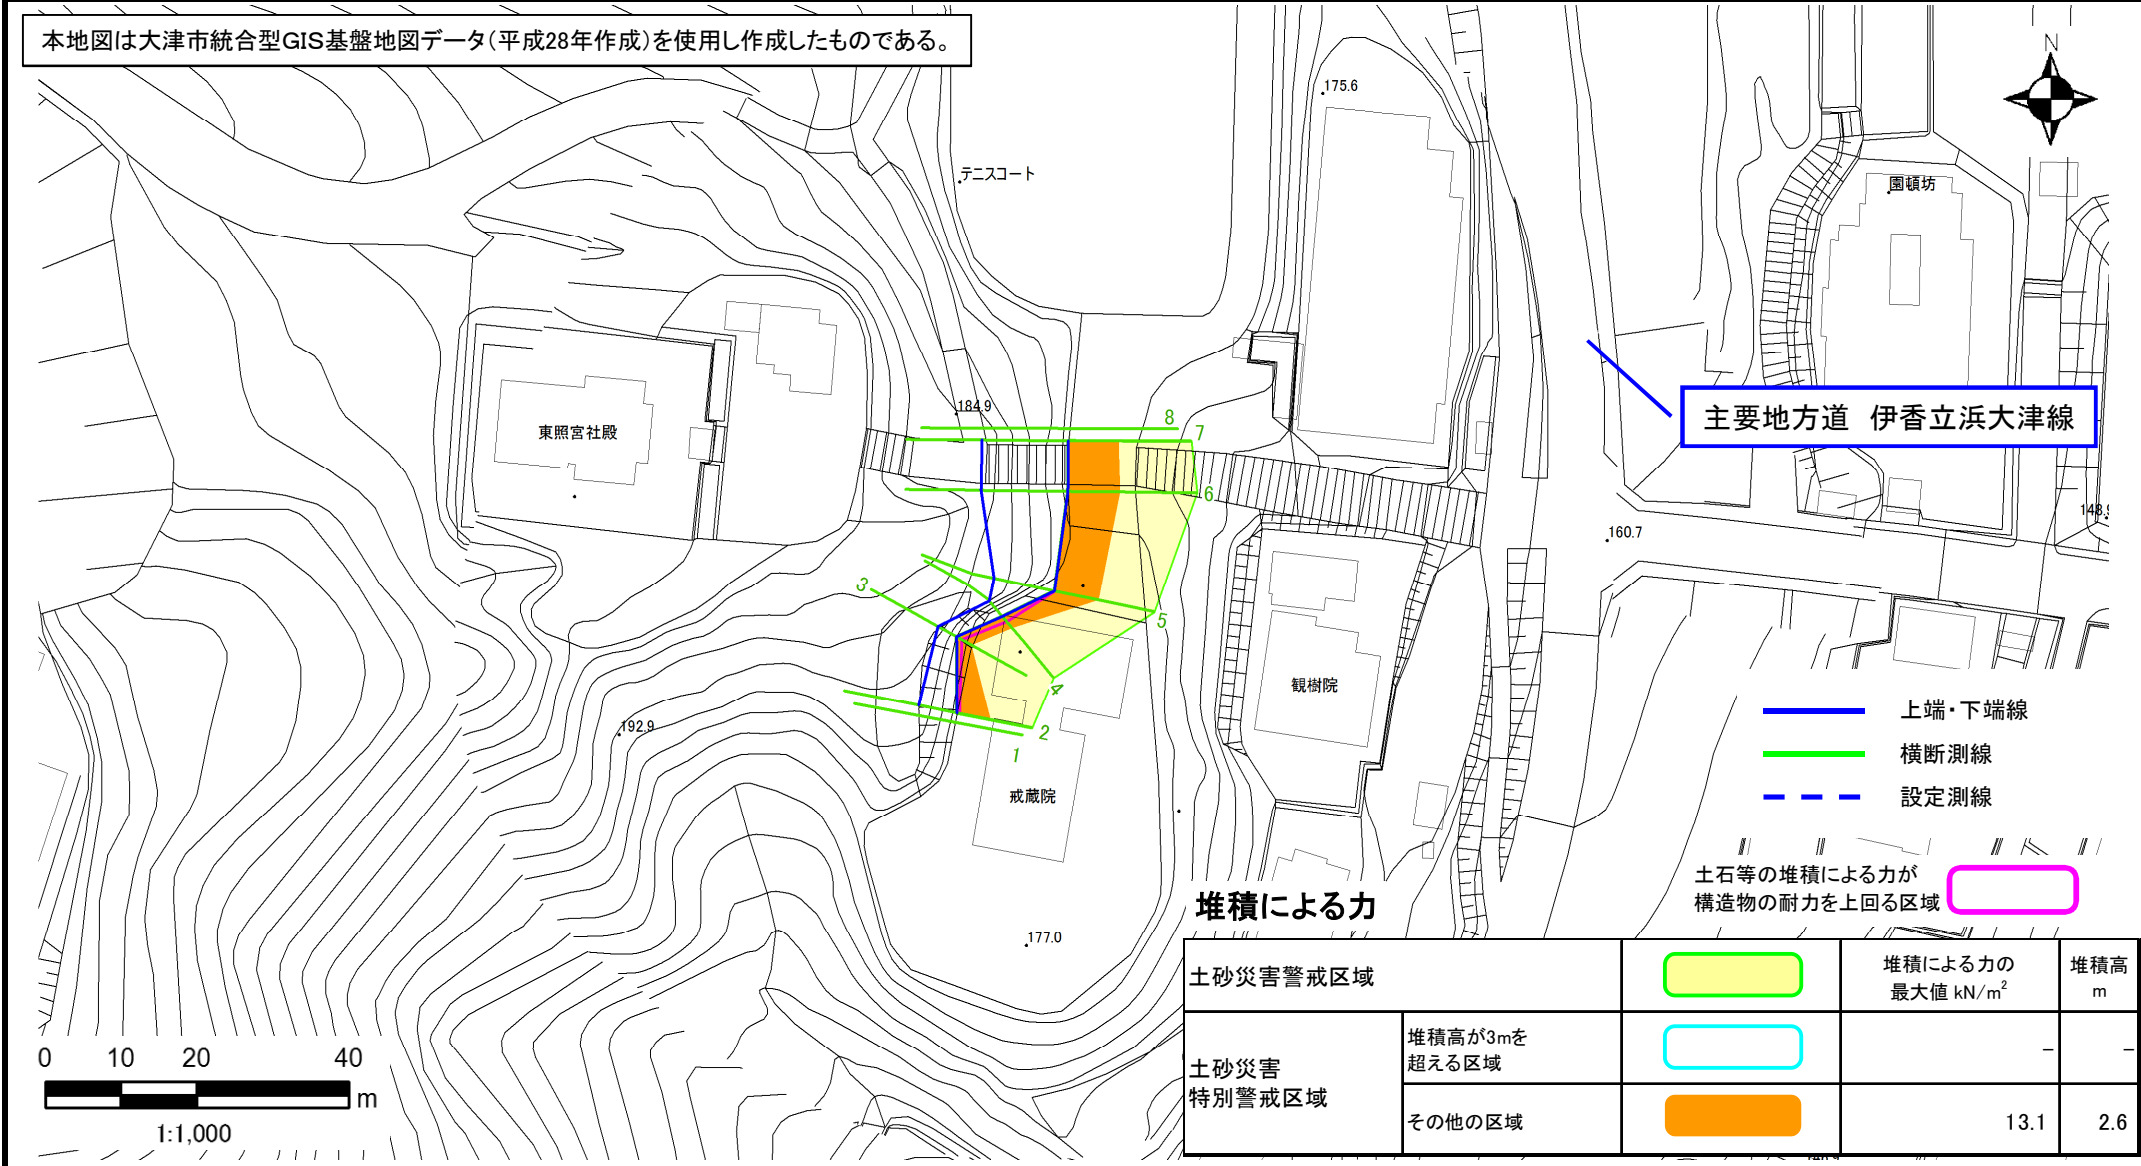 本地図は大津市統合型GIS基盤地図データ(平成28年作成)を使用し作成したものである。
N
175.6
テニスコート
園頓坊
184.9
8
7
主要地方道　伊香立浜大津線
東照宮社殿
6
148.9
160.7
3
5
4
観樹院
192.9
2
1
戒蔵院
上端・下端線
横断測線
設定測線
土石等の堆積による力が
構造物の耐力を上回る区域
堆積による力
177.0
土砂災害警戒区域
堆積による力の
最大値 kN/m²
堆積高
m
土砂災害
特別警戒区域
堆積高が3mを
超える区域
－
－
その他の区域
13.1
2.6
0 10 20 40
m
1:1,000